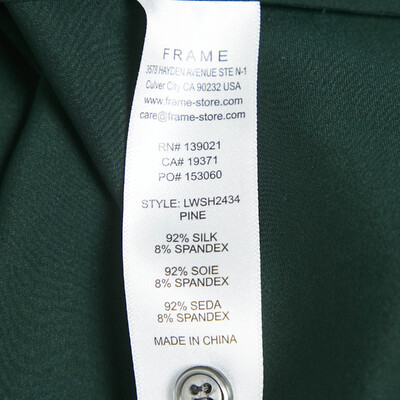 FRAME
3578 HAYDEN AVENUE STE N-1
Culver City CA 90232 USA
www.frame-store.com
care@frame-store.com
RN# 139021
CA# 19371
PO# 153060
STYLE: LWSH2434
PINE
92% SILK
8% SPANDEX
92% SOIE
8% SPANDEX
92% SEDA
8% SPANDEX
MADE IN CHINA